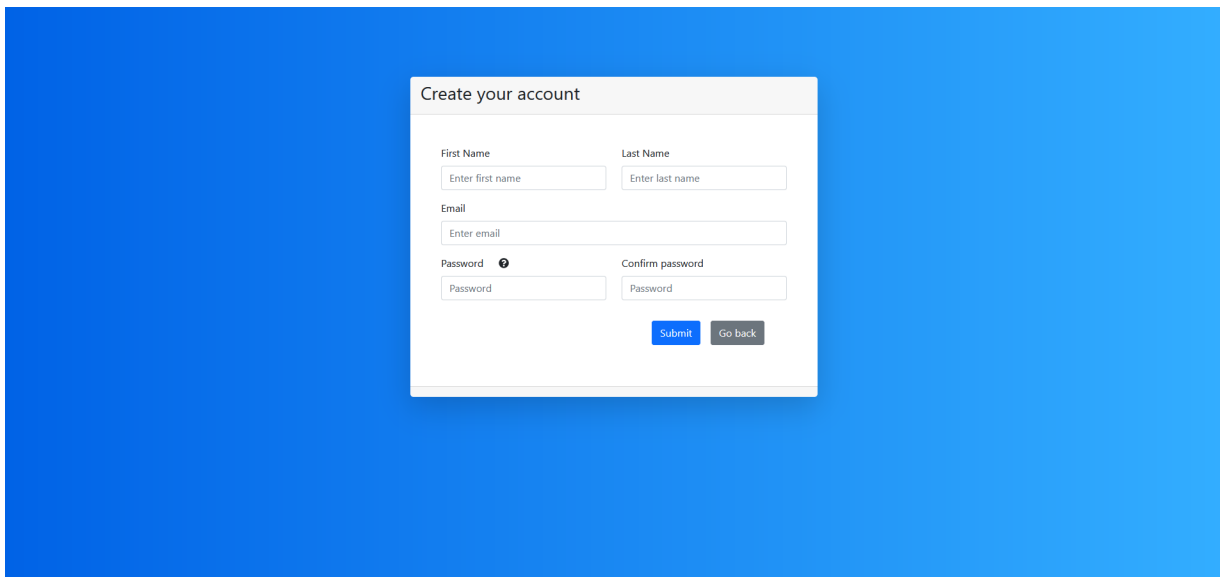 Create your account
First Name Last Name
Enter first name Enter last name
Email
Enter email
Password ? Confirm password
Password Password
Submit Go back